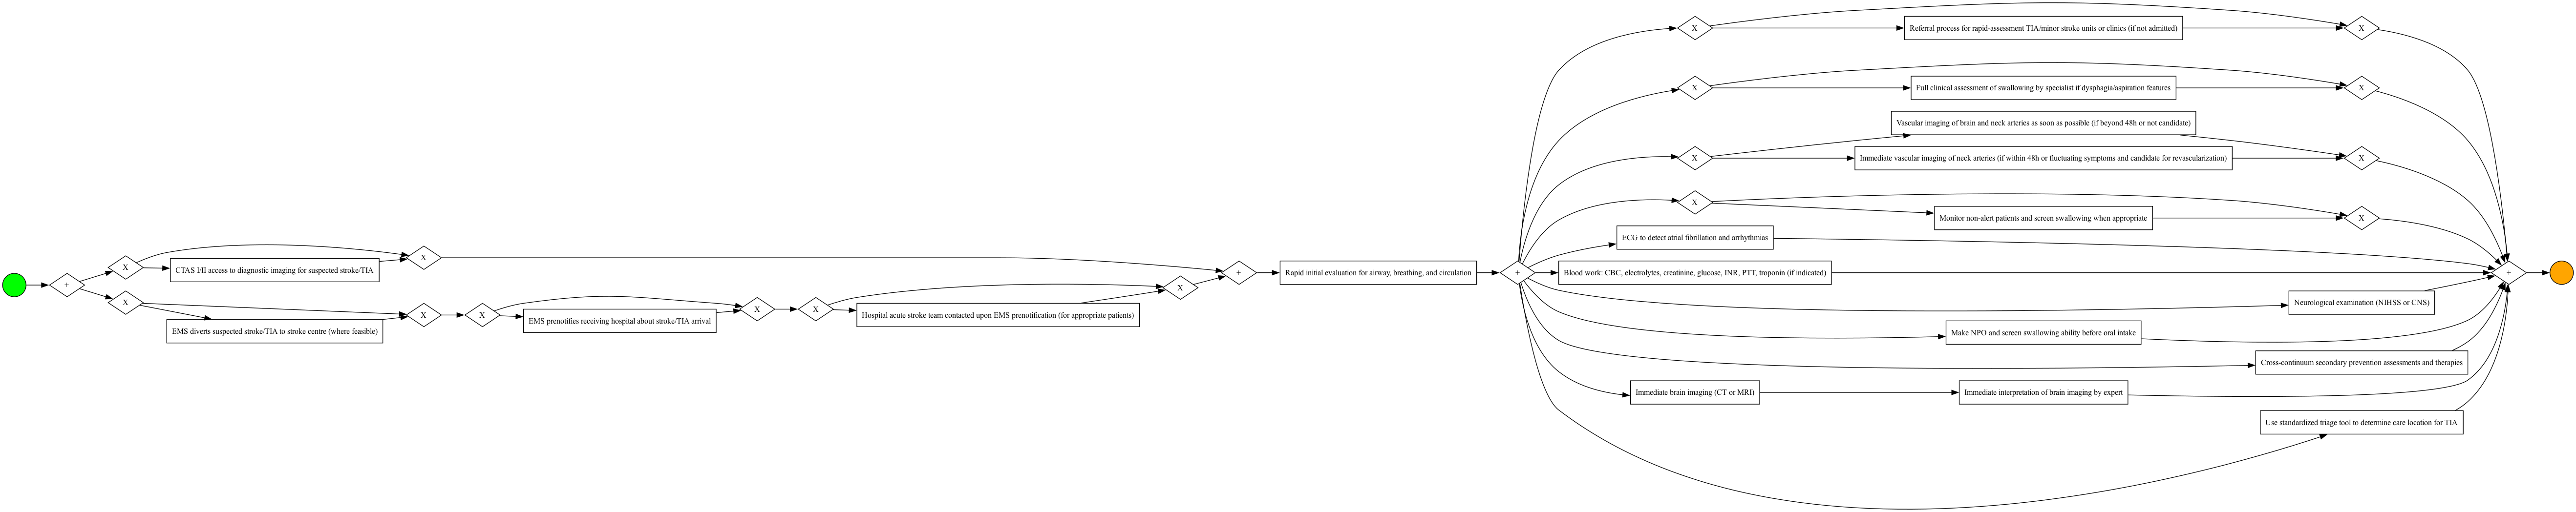 X
Referral process for rapid-assessment TIA/minor stroke units or clinics (if not admitted)
X
X
Full clinical assessment of swallowing by specialist if dysphagia/aspiration features
X
Vascular imaging of brain and neck arteries as soon as possible (if beyond 48h or not candidate)
X
Immediate vascular imaging of neck arteries (if within 48h or fluctuating symptoms and candidate for revascularization)
X
X
Monitor non-alert patients and screen swallowing when appropriate
X
ECG to detect atrial fibrillation and arrhythmias
X
CTAS I/II access to diagnostic imaging for suspected stroke/TIA
X
+
+
X
EMS diverts suspected stroke/TIA to stroke centre (where feasible)
X
X
EMS prenotifies receiving hospital about stroke/TIA arrival
X
X
Hospital acute stroke team contacted upon EMS prenotification (for appropriate patients)
X
Rapid initial evaluation for airway, breathing, and circulation
+
Blood work: CBC, electrolytes, creatinine, glucose, INR, PTT, troponin (if indicated)
+
Neurological examination (NIHSS or CNS)
Make NPO and screen swallowing ability before oral intake
Cross-continuum secondary prevention assessments and therapies
Immediate brain imaging (CT or MRI)
Immediate interpretation of brain imaging by expert
Use standardized triage tool to determine care location for TIA